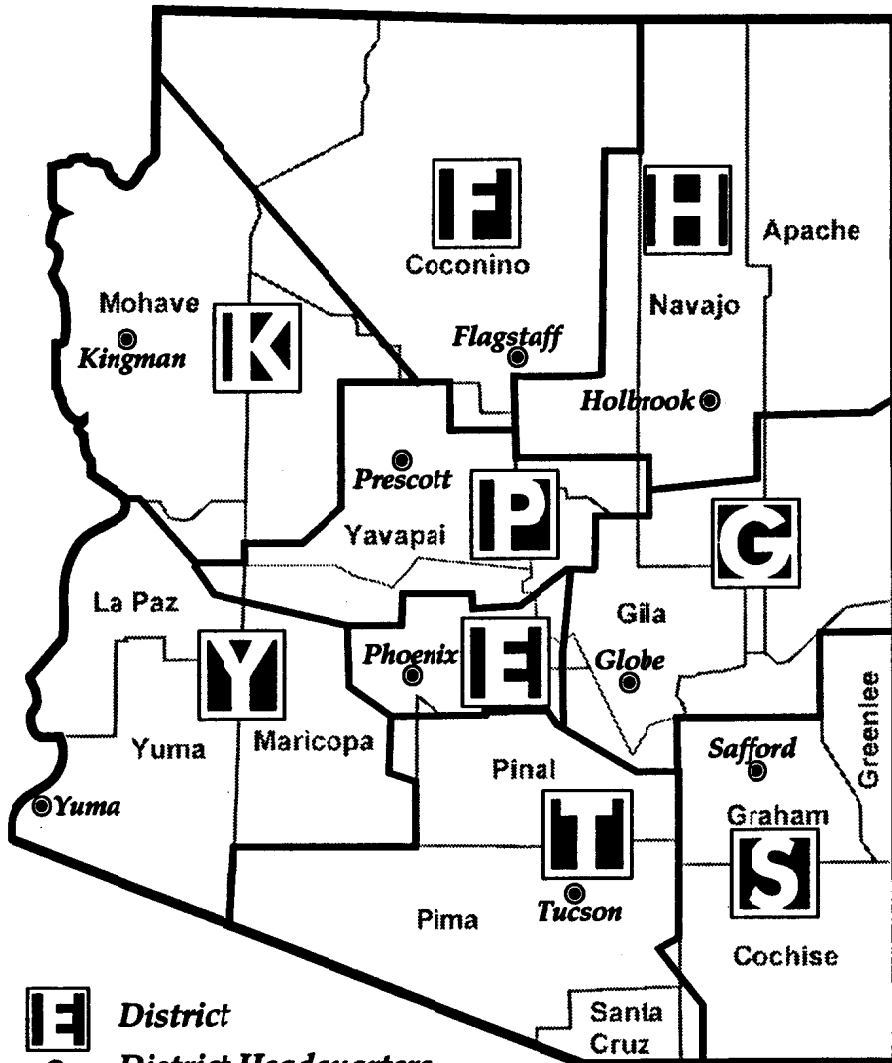 F
H
Apache
Coconino
Mohave
Navajo
K
Flagstaff
Kingman
Holbrook
Prescott
P
Yavapai
G
La Paz
Gila
Y
Phoenix
E
Globe
Greenlee
Yuma
Maricopa
Safford
Pinal
Yuma
Graham
T
S
Tucson
Pima
Cochise
E District
Santa
Cruz
District Headquarters